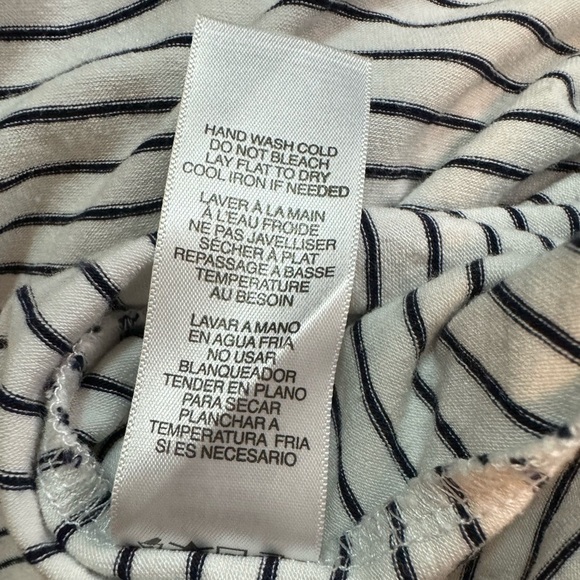 HAND WASH COLD
DO NOT BLEACH
LAY FLAT TO DRY
COOL IRON IF NEEDED
LAVER À LA MAIN
À L'EAU FROIDE
NE PAS JAVELLISER
SÉCHER À PLAT
REPASSAGE A BASSE
TEMPÉRATURE
AU BESOIN
LAVAR A MANO
EN AGUA FRIA
NO USAR
BLANQUEADOR
TENDER EN PLANO
PARA SECAR
PLANCHAR A
TEMPERATURA FRIA
SI ES NECESARIO